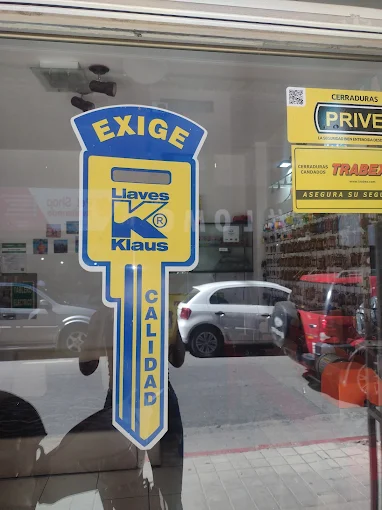 EXIGE
Llaves
K®
Klaus
CALIDAD
CERRADURAS
PRIVE
CERRADURAS
CANDADOS
TRABEX
ASEGURA SU SEGU